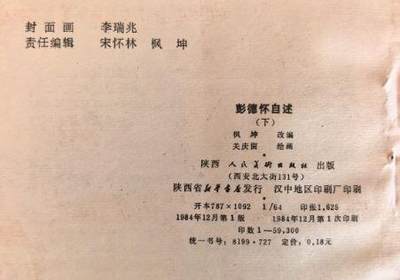 封面画 李瑞兆
责任编辑 宋怀林 枫坤
彭德怀自述
(下)
枫坤 改编
关庆留 绘画
陕西人民美术出版社 出版
(西安北大街131号)
陕西省新华书店发行 汉中地区印刷厂印刷
开本787×1092 1/64 印张1.625
1984年12月第1版 1984年12月第1次印刷
印数1—59,300
统一书号:8199·727 定价:0.18元